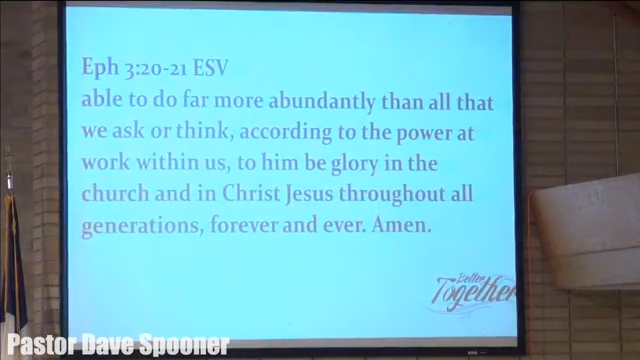 Eph 3:20-21 ESV
able to do far more abundantly than all that
we ask or think, according to the power at
work within us, to him be glory in the
church and in Christ Jesus throughout all
generations, forever and ever. Amen.
Better
Together
Pastor Dave Spooner